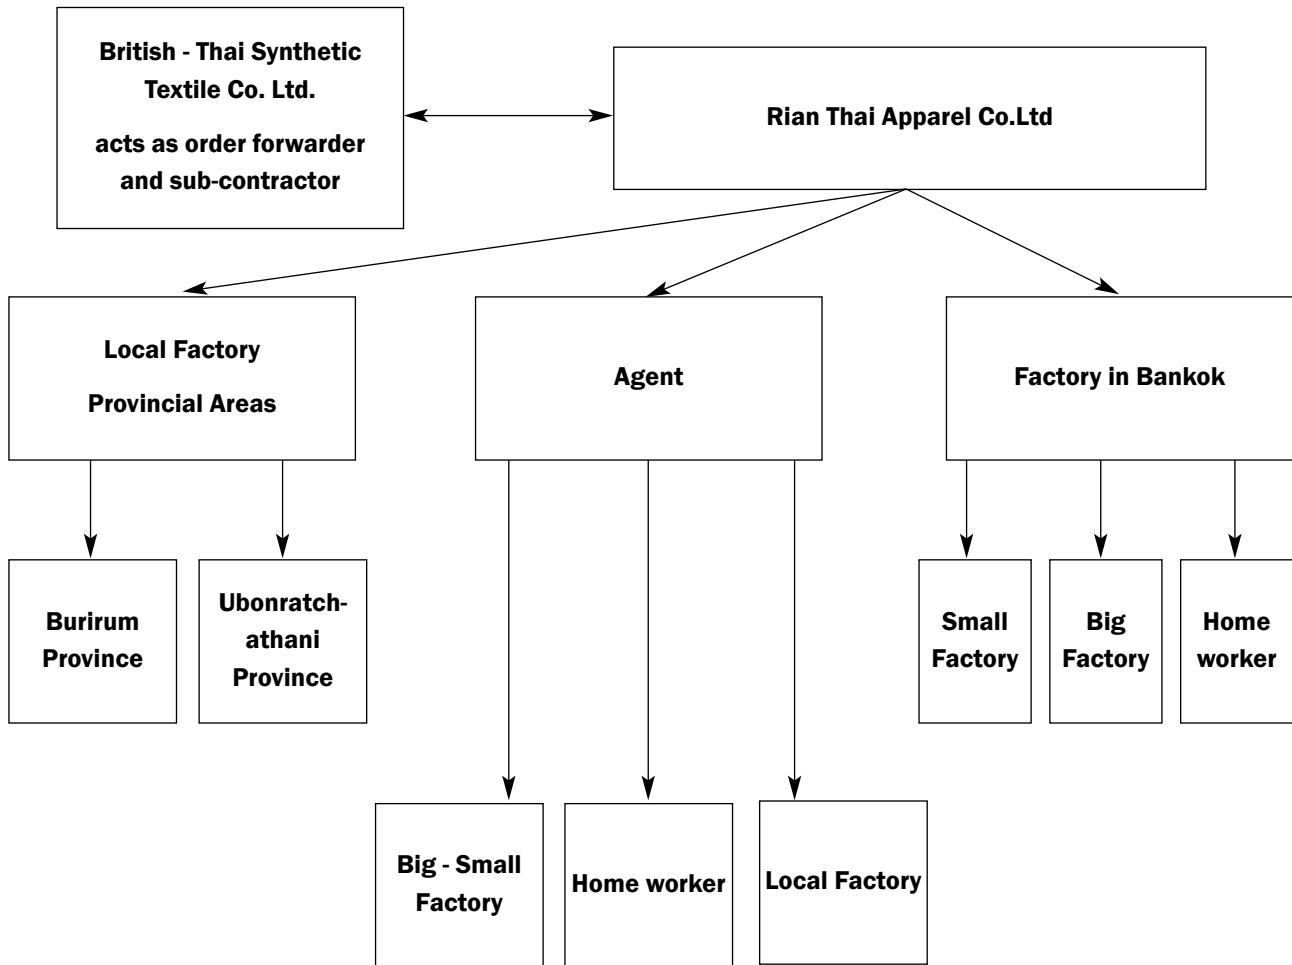 British - Thai Synthetic
Textile Co. Ltd.
acts as order forwarder
and sub-contractor
Rian Thai Apparel Co.Ltd
Local Factory
Provincial Areas
Agent
Factory in Bankok
Burirum
Province
Ubonratch-
athani
Province
Small
Factory
Big
Factory
Home
worker
Big - Small
Factory
Home worker
Local Factory